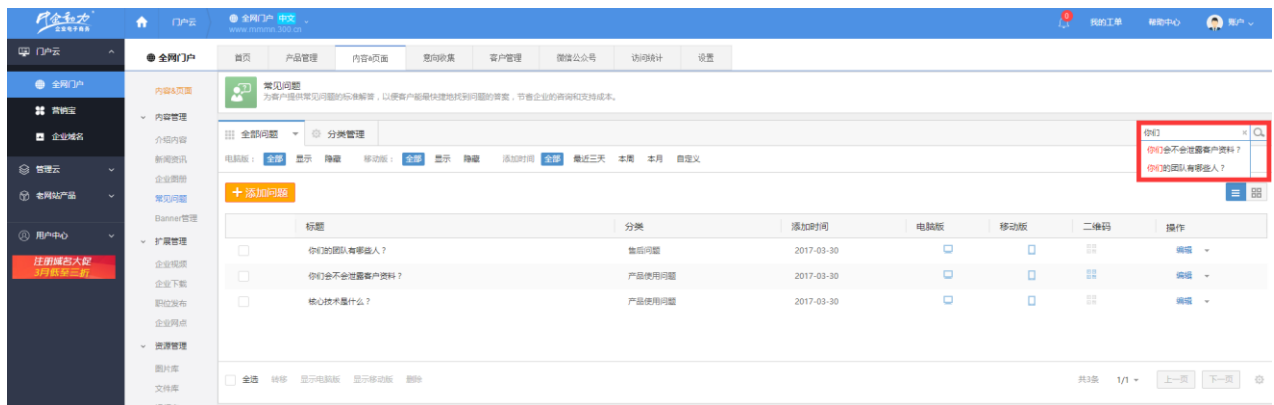 中企动力
企业电子商务
门户云
全网门户 中文
www.mmmn.300.cn
我的工单
帮助中心
账户
门户云
全网门户
首页 产品管理 内容&页面 意向收集 客户管理 微信公众号 访问统计 设置
全网门户
营销宝
企业域名
管理云
老网站产品
用户中心
注册域名大促
3月低至三折
内容&页面
内容管理
介绍内容
新闻资讯
企业图册
常见问题
Banner管理
扩展管理
企业视频
企业下载
职位发布
企业网点
资源管理
图片库
文件库
常见问题
为客户提供常见问题的标准解答，以便客户能最快捷地找到问题的答案，节省企业的咨询和支持成本。
全部问题 分类管理
你们
你们会不会泄露客户资料？
你们的团队有哪些人？
电脑版： 全部 显示 隐藏 移动版： 全部 显示 隐藏 添加时间 全部 最近三天 本周 本月 自定义
+ 添加问题
标题 分类 添加时间 电脑版 移动版 二维码 操作
你们的团队有哪些人？ 售后问题 2017-03-30 编辑
你们会不会泄露客户资料？ 产品使用问题 2017-03-30 编辑
核心技术是什么？ 产品使用问题 2017-03-30 编辑
全选 转移 显示电脑版 显示移动版 删除
共3条 1/1 上一页 下一页